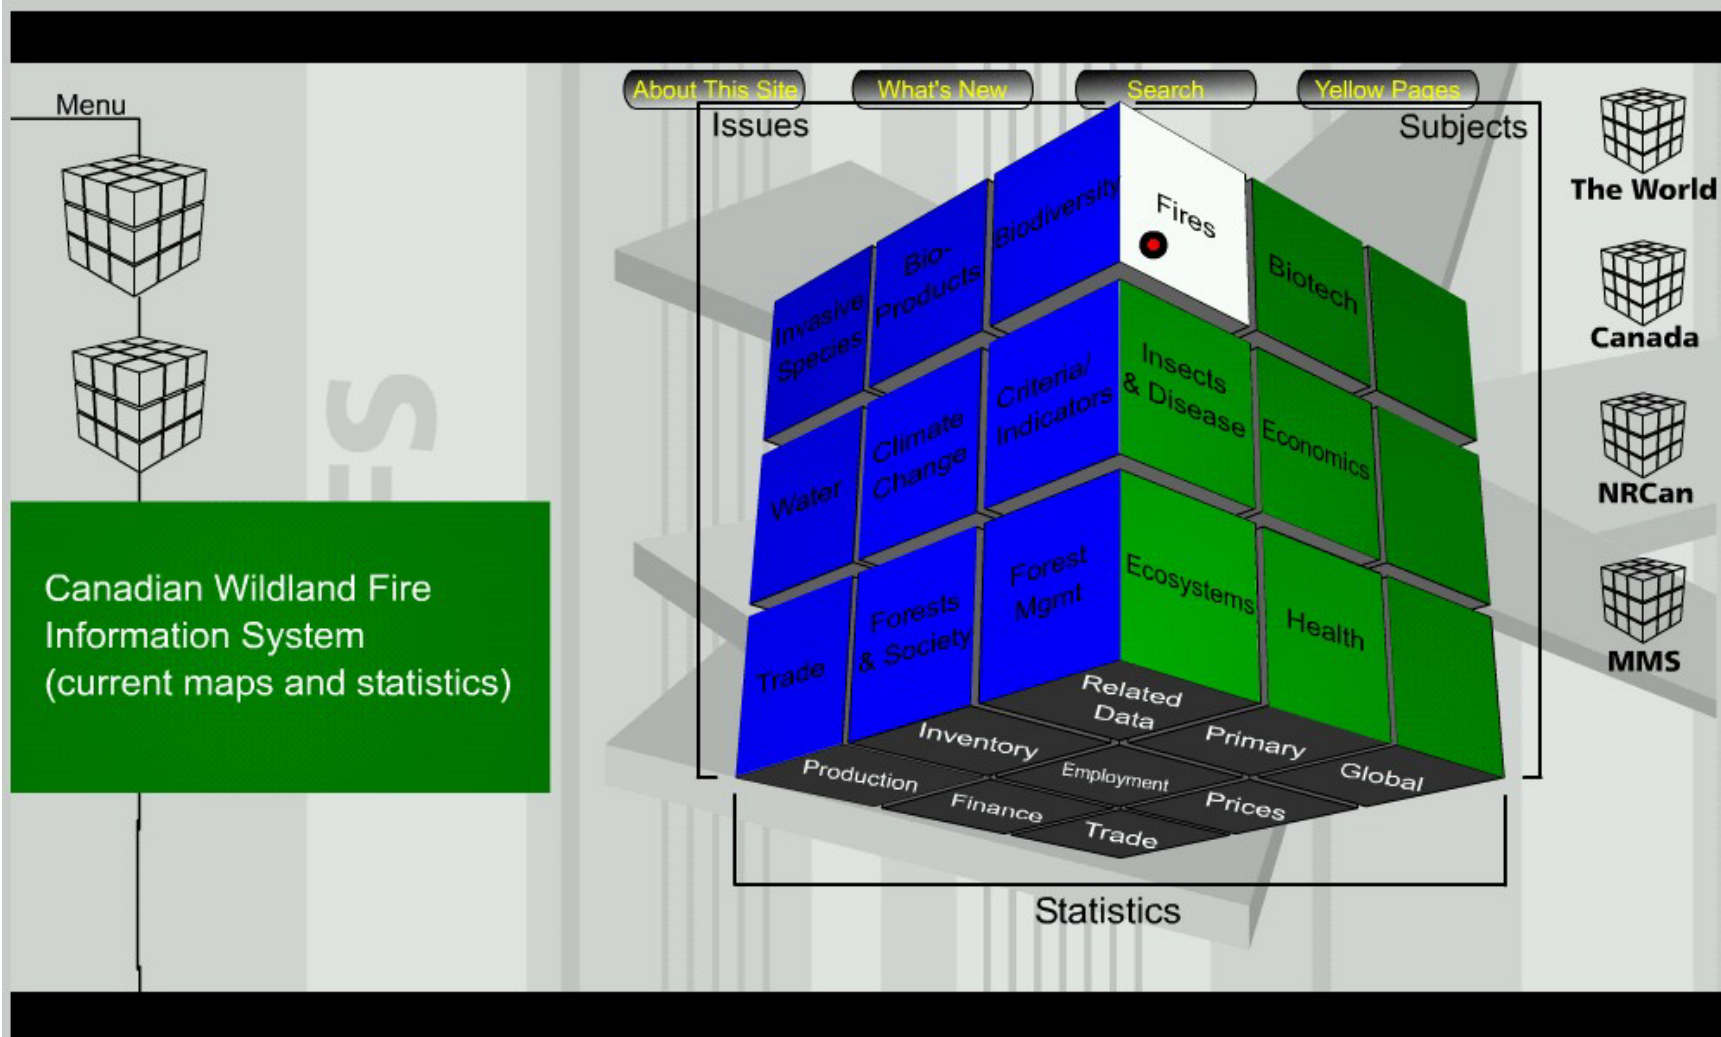 About This Site
What's New
Search
Yellow Pages
Menu
Issues
Subjects
Invasive
Species
Bio-
Products
Biodiversity
Fires
Biotech
Water
Climate
Change
Criteria/
Indicators
Insects
& Disease
Economics
Trade
Forests
& Society
Forest
Mgmt
Ecosystems
Health
Related
Data
Inventory
Primary
Production
Employment
Global
Finance
Prices
Trade
Statistics
Canadian Wildland Fire
Information System
(current maps and statistics)
The World
Canada
NRCan
MMS